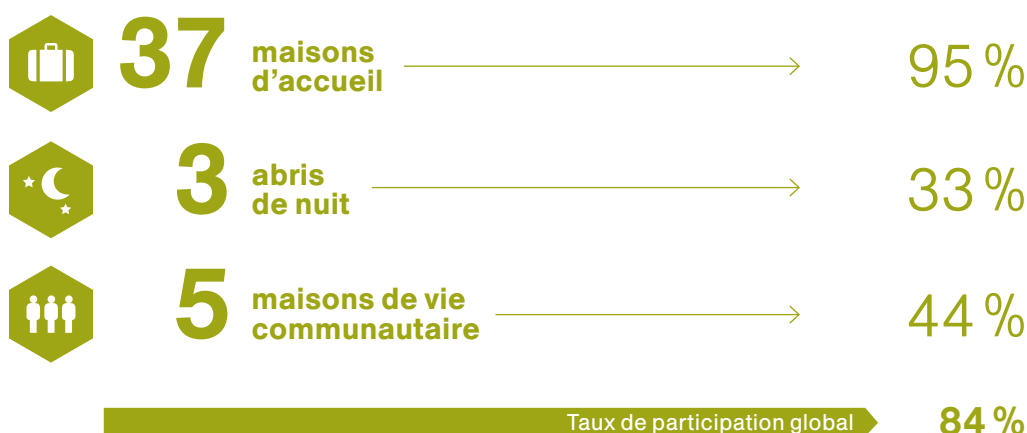 37 maisons d’accueil 95 %
3 abris de nuit 33 %
5 maisons de vie communautaire 44 %
Taux de participation global 84 %